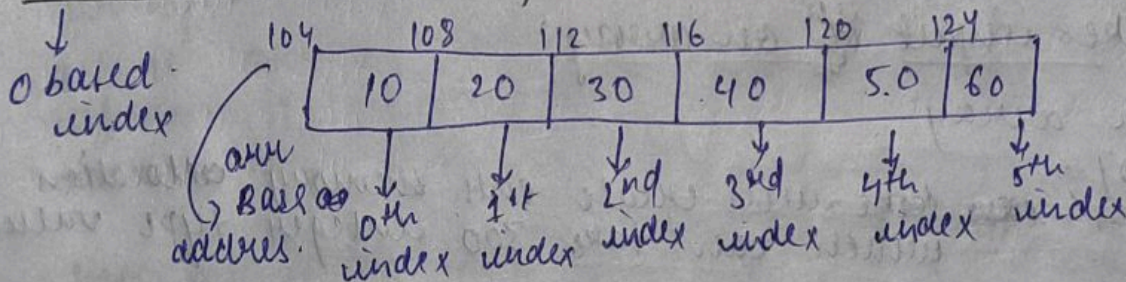 104 108 112 116 120 124
0 based index
10 20 30 40 5.0 60
arr Base address.
0th index
1st index
2nd index
3rd index
4th index
5th index